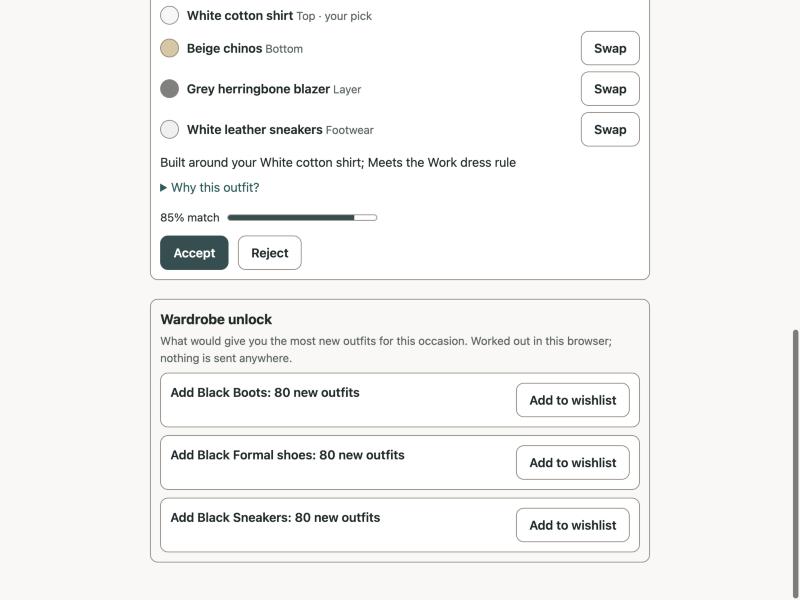 White cotton shirt Top · your pick
Beige chinos Bottom
Swap
Grey herringbone blazer Layer
Swap
White leather sneakers Footwear
Swap
Built around your White cotton shirt; Meets the Work dress rule
Why this outfit?
85% match
Accept
Reject
Wardrobe unlock
What would give you the most new outfits for this occasion. Worked out in this browser;
nothing is sent anywhere.
Add Black Boots: 80 new outfits
Add to wishlist
Add Black Formal shoes: 80 new outfits
Add to wishlist
Add Black Sneakers: 80 new outfits
Add to wishlist